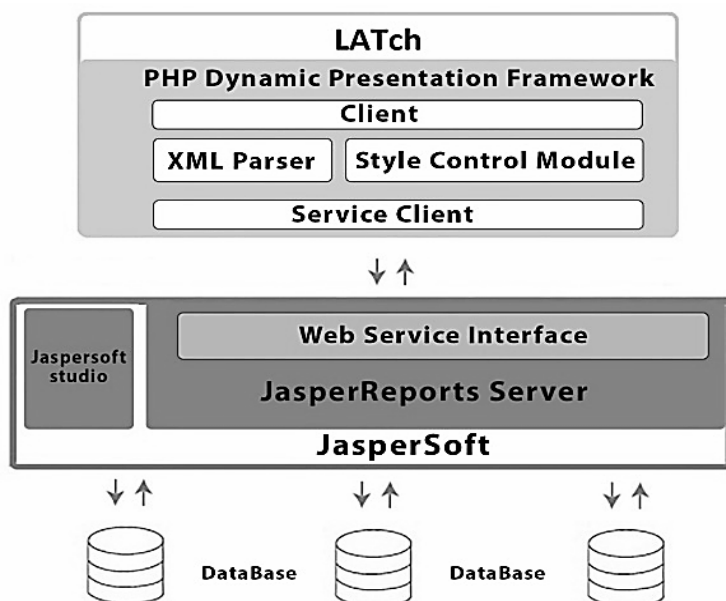 LATch
PHP Dynamic Presentation Framework
Client
XML Parser
Style Control Module
Service Client
Web Service Interface
Jaspersoft
studio
JasperReports Server
JasperSoft
DataBase
DataBase